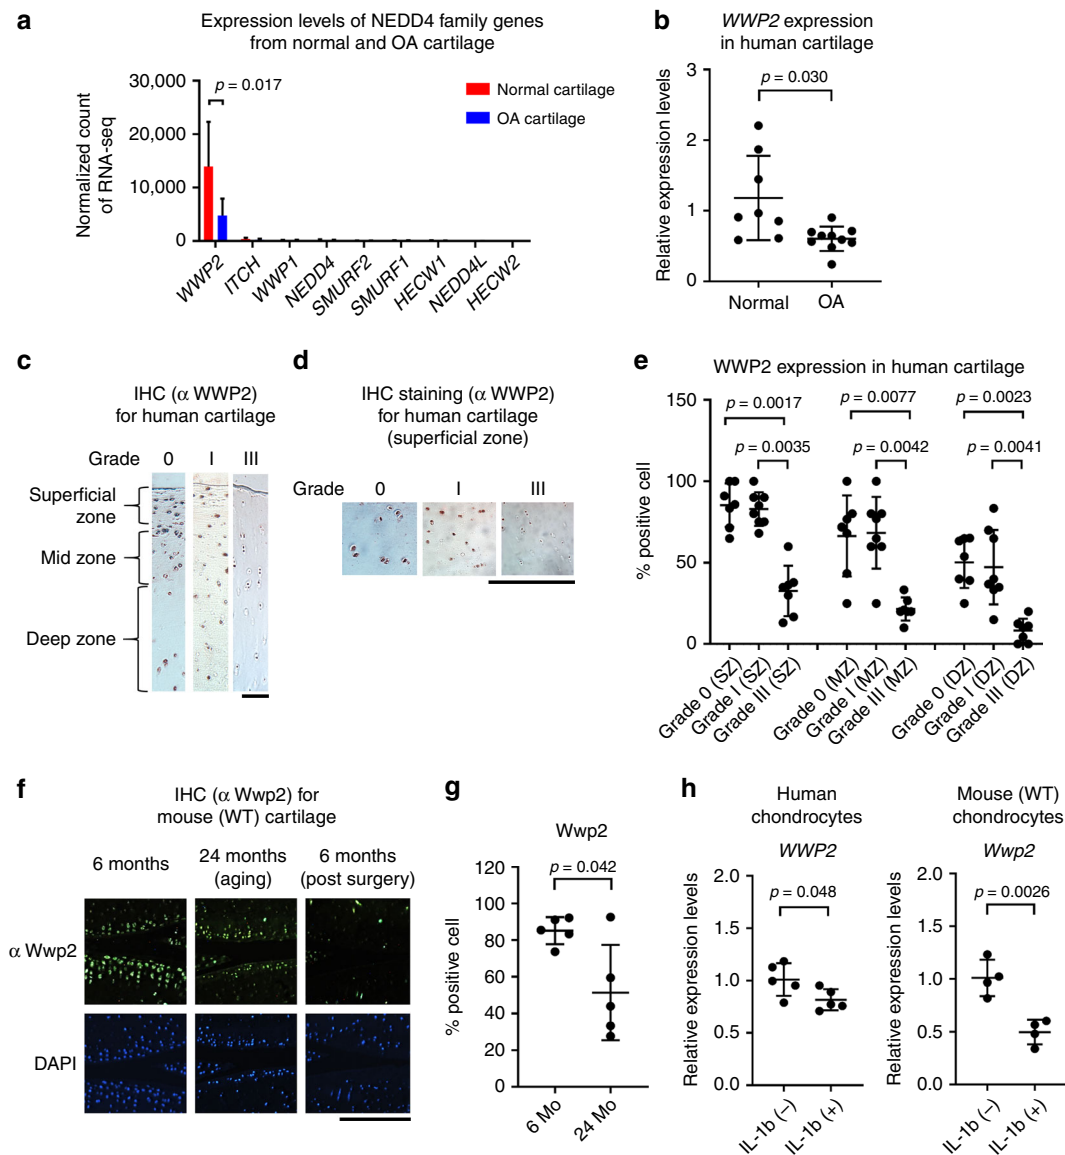 a
Expression levels of NEDD4 family genes
from normal and OA cartilage
Normalized count
of RNA-seq
30,000
20,000
10,000
0
p = 0.017
Normal cartilage
OA cartilage
WWP2
ITCH
WWP1
NEDD4
SMURF2
SMURF1
HECW1
NEDD4L
HECW2
b
WWP2 expression
in human cartilage
Relative expression levels
3
2
1
0
p = 0.030
Normal
OA
c
IHC (α WWP2)
for human cartilage
Grade 0 I III
Superficial
zone
Mid zone
Deep zone
d
IHC staining (α WWP2)
for human cartilage
(superficial zone)
Grade 0 I III
e
WWP2 expression in human cartilage
% positive cell
150
100
50
0
p = 0.0017
p = 0.0035
p = 0.0077
p = 0.0042
p = 0.0023
p = 0.0041
Grade 0 (SZ)
Grade I (SZ)
Grade III (SZ)
Grade 0 (MZ)
Grade I (MZ)
Grade III (MZ)
Grade 0 (DZ)
Grade I (DZ)
Grade III (DZ)
f
IHC (α Wwp2) for
mouse (WT) cartilage
6 months
24 months
(aging)
6 months
(post surgery)
α Wwp2
DAPI
g
Wwp2
% positive cell
120
100
80
60
40
20
0
p = 0.042
6 Mo
24 Mo
h
Human
chondrocytes
WWP2
Relative expression levels
2.0
1.5
1.0
0.5
0.0
p = 0.048
IL-1b (–)
IL-1b (+)
Mouse (WT)
chondrocytes
Wwp2
Relative expression levels
2.0
1.5
1.0
0.5
0.0
p = 0.0026
IL-1b (–)
IL-1b (+)